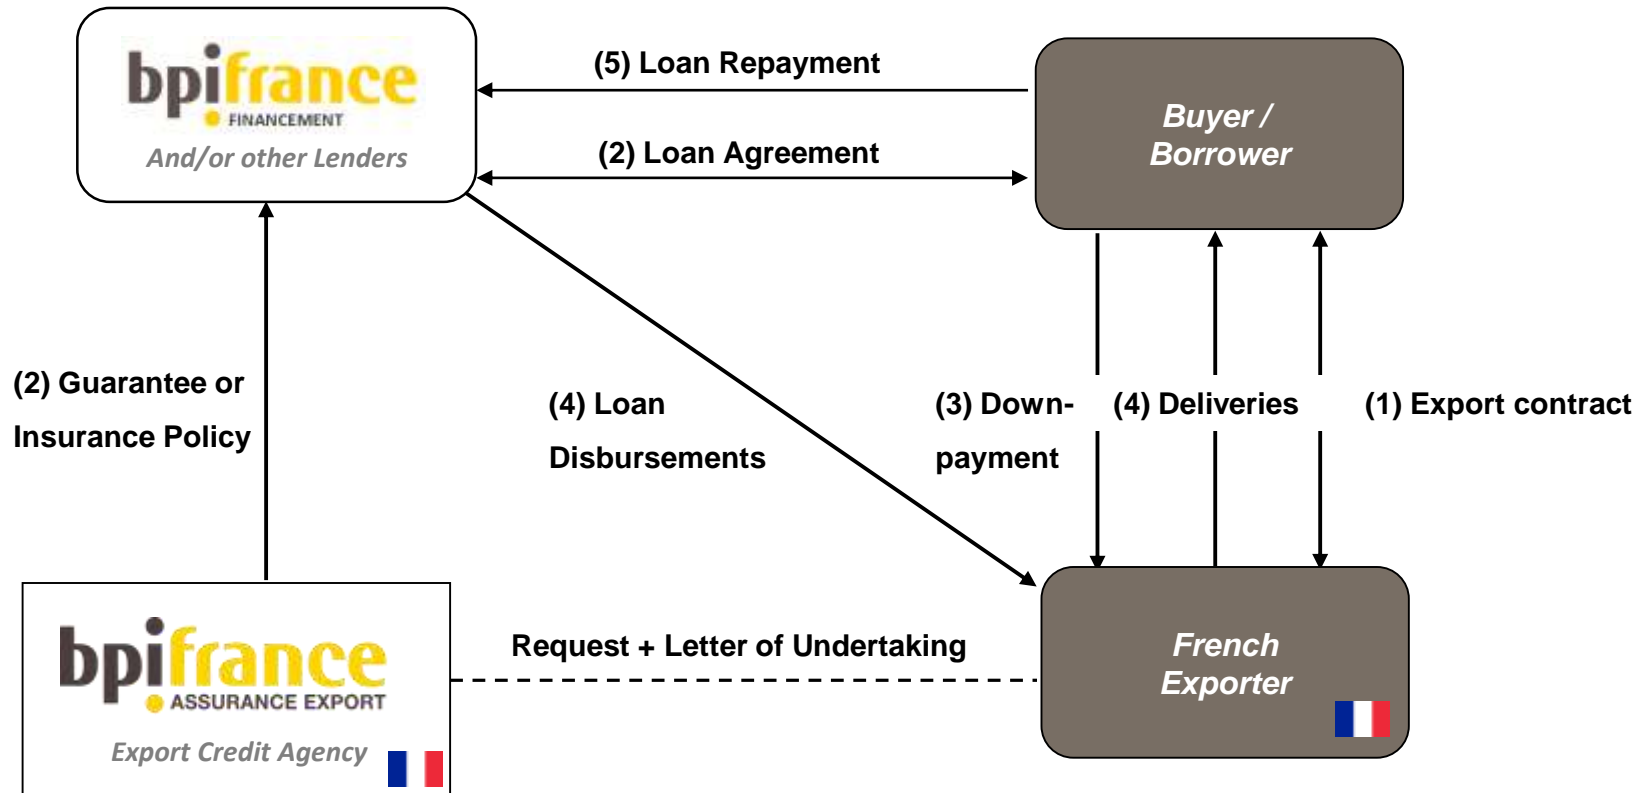 bpifrance
FINANCEMENT
And/or other Lenders
(5) Loan Repayment
(2) Loan Agreement
Buyer /
Borrower
(2) Guarantee or
Insurance Policy
(4) Loan
Disbursements
(3) Down-
payment
(4) Deliveries
(1) Export contract
bpifrance
ASSURANCE EXPORT
Export Credit Agency
Request + Letter of Undertaking
French
Exporter